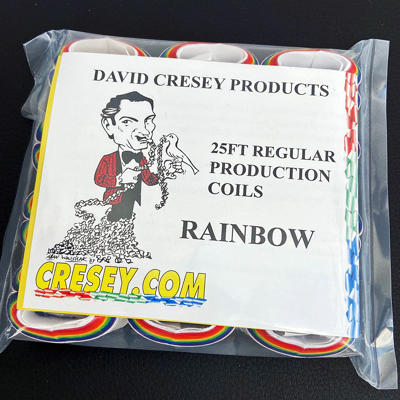 DAVID CRESEY PRODUCTS
25FT REGULAR
PRODUCTION
COILS
RAINBOW
CRESEY.COM